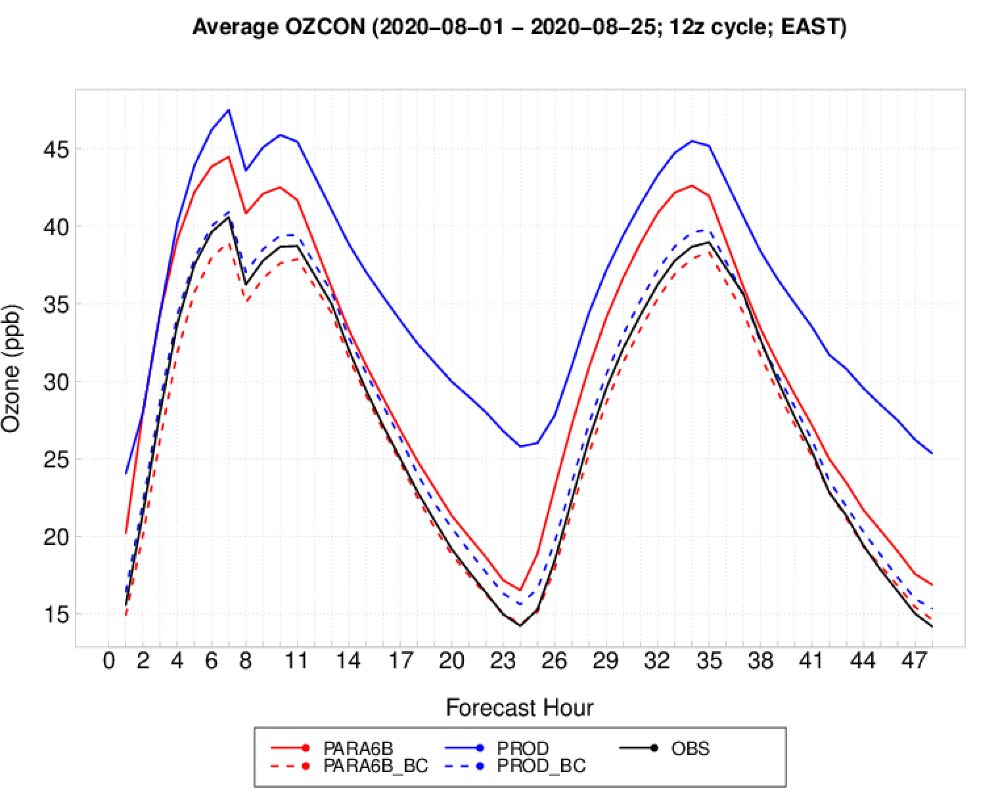 Average OZCON (2020−08−01 − 2020−08−25; 12z cycle; EAST)
Ozone (ppb)
45
40
35
30
25
20
15
0 2 4 6 8 11 14 17 20 23 26 29 32 35 38 41 44 47
Forecast Hour
PARA6B PROD OBS
PARA6B_BC PROD_BC